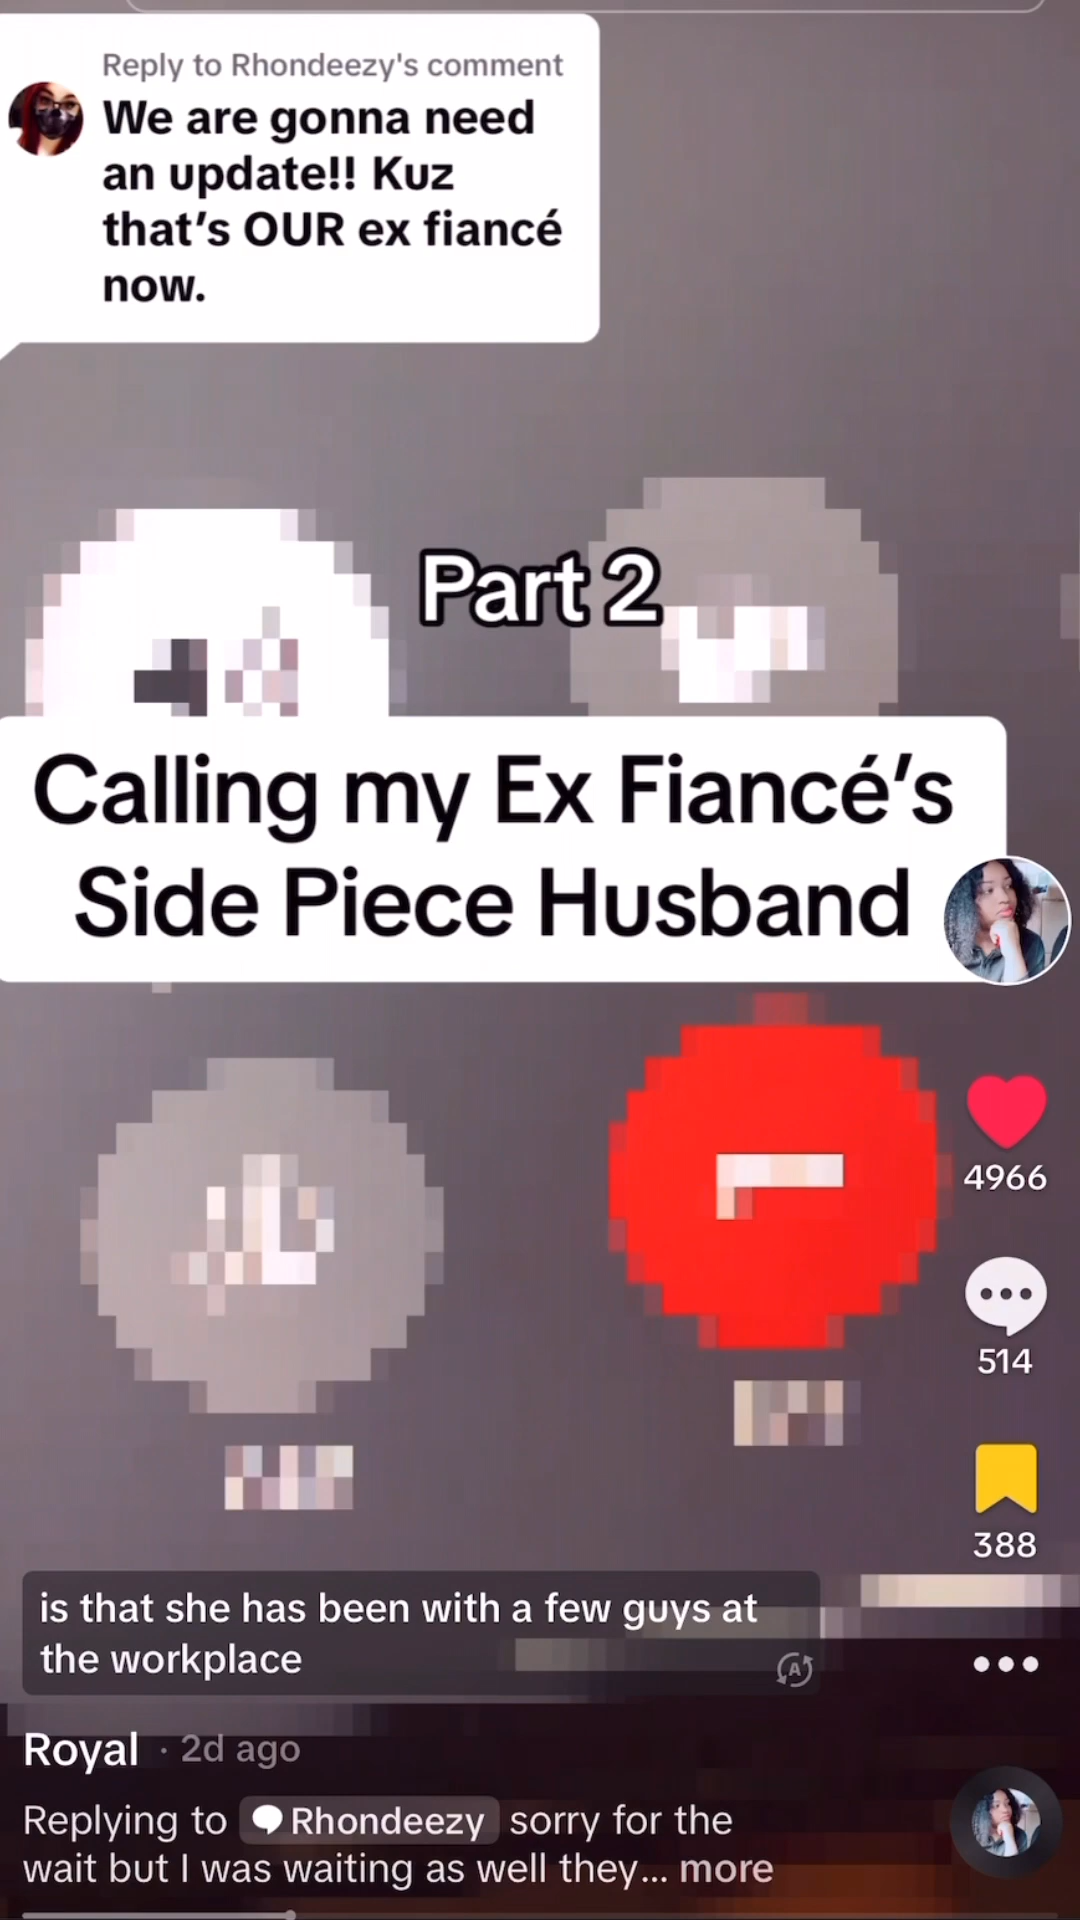 Reply to Rhondeezy's comment
We are gonna need
an update!! Kuz
that's OUR ex fiancé
now.
Part 2
Calling my Ex Fiancé's
Side Piece Husband
4966
514
388
is that she has been with a few guys at
the workplace
Royal · 2d ago
Replying to Rhondeezy sorry for the
wait but I was waiting as well they... more